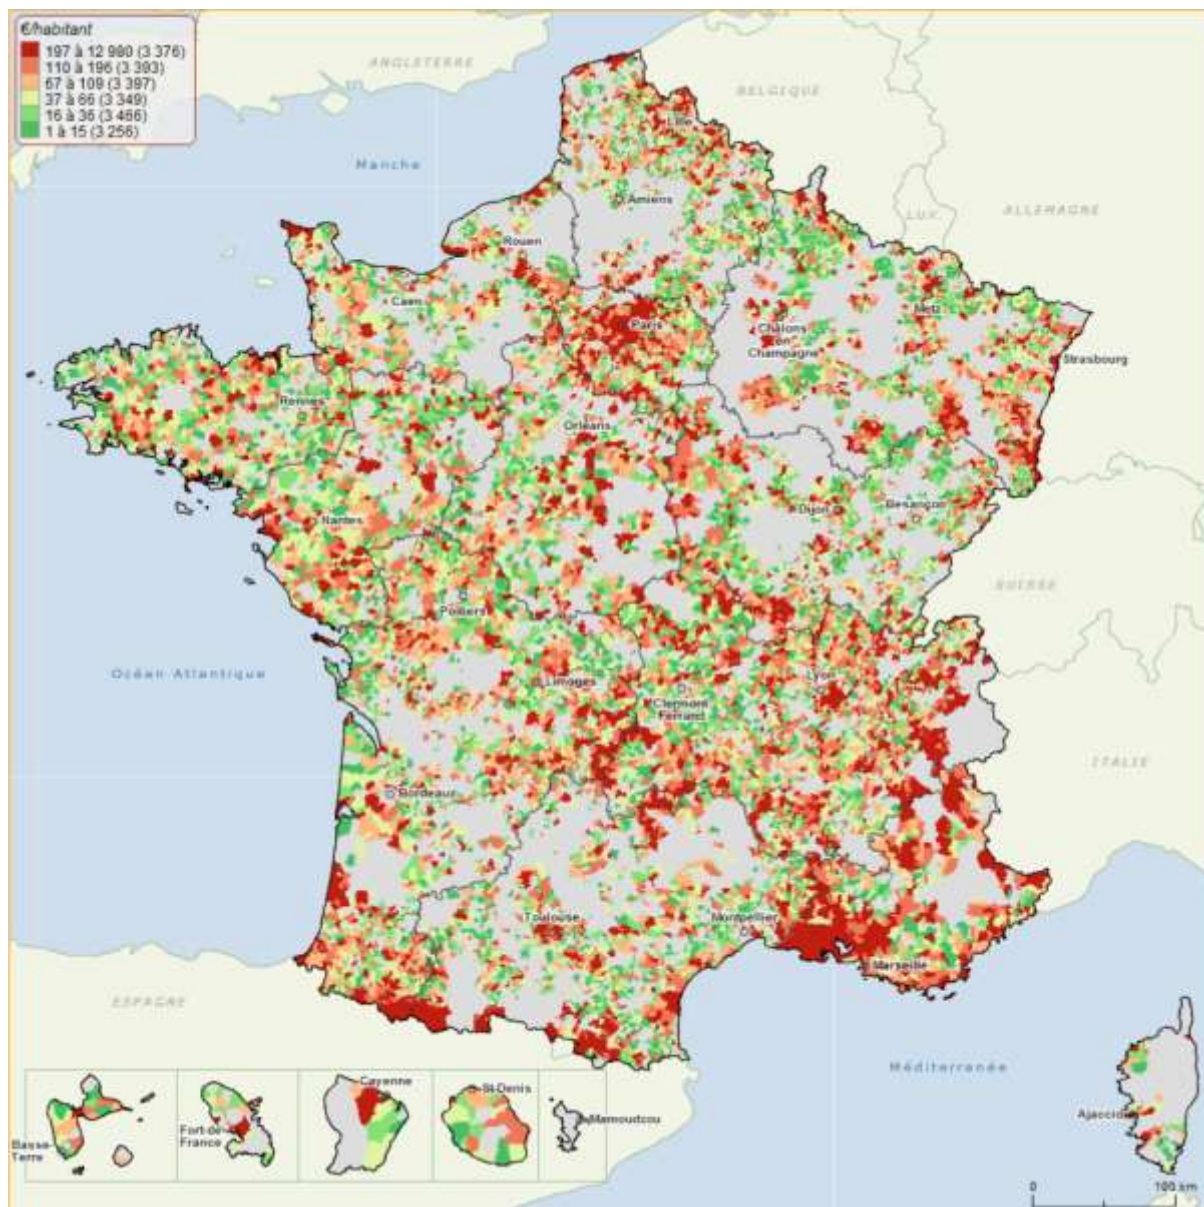 €/habitant
197 à 12 980 (3 376)
110 à 196 (3 393)
67 à 109 (3 397)
37 à 66 (3 349)
16 à 36 (3 466)
1 à 15 (3 256)
ANGLETERRE
BELGIQUE
Lille
Manche
Amiens
LUX.
ALLEMAGNE
Rouen
Caen
Metz
Paris
Châlons
en
Champagne
Strasbourg
Rennes
Orléans
Nantes
Dijon
Besançon
SUISSE
Poitiers
Océan Atlantique
Limoges
Lyon
Clermont
Ferrand
ITALIE
Bordeaux
Toulouse
Montpellier
Marseille
ESPAGNE
Méditerranée
Cayenne
St-Denis
Ajaccio
Basse-
Terre
Fort-de-
France
Mamoudzou
0 100 km